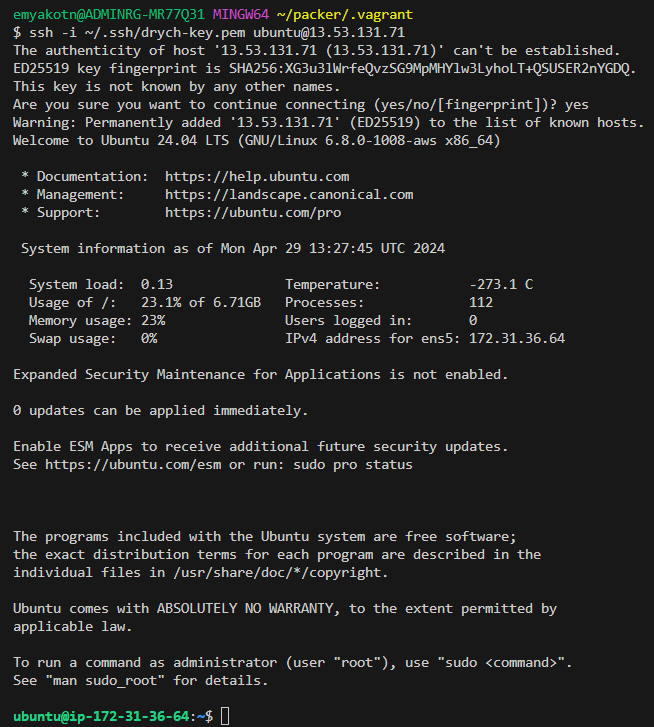 emyakotn@ADMINRG-MR77Q31 MINGW64 ~/packer/.vagrant
$ ssh -i ~/.ssh/drych-key.pem ubuntu@13.53.131.71
The authenticity of host '13.53.131.71 (13.53.131.71)' can't be established.
ED25519 key fingerprint is SHA256:XG3u3lWrfeQvzSG9MpMHYlw3LyhoLT+QSUSER2nYGDQ.
This key is not known by any other names.
Are you sure you want to continue connecting (yes/no/[fingerprint])? yes
Warning: Permanently added '13.53.131.71' (ED25519) to the list of known hosts.
Welcome to Ubuntu 24.04 LTS (GNU/Linux 6.8.0-1008-aws x86_64)

 * Documentation:  https://help.ubuntu.com
 * Management:     https://landscape.canonical.com
 * Support:        https://ubuntu.com/pro

 System information as of Mon Apr 29 13:27:45 UTC 2024

  System load:  0.13              Temperature:           -273.1 C
  Usage of /:   23.1% of 6.71GB   Processes:             112
  Memory usage: 23%               Users logged in:       0
  Swap usage:   0%                IPv4 address for ens5: 172.31.36.64

Expanded Security Maintenance for Applications is not enabled.

0 updates can be applied immediately.

Enable ESM Apps to receive additional future security updates.
See https://ubuntu.com/esm or run: sudo pro status

The programs included with the Ubuntu system are free software;
the exact distribution terms for each program are described in the
individual files in /usr/share/doc/*/copyright.

Ubuntu comes with ABSOLUTELY NO WARRANTY, to the extent permitted by
applicable law.

To run a command as administrator (user "root"), use "sudo <command>".
See "man sudo_root" for details.

ubuntu@ip-172-31-36-64:~$